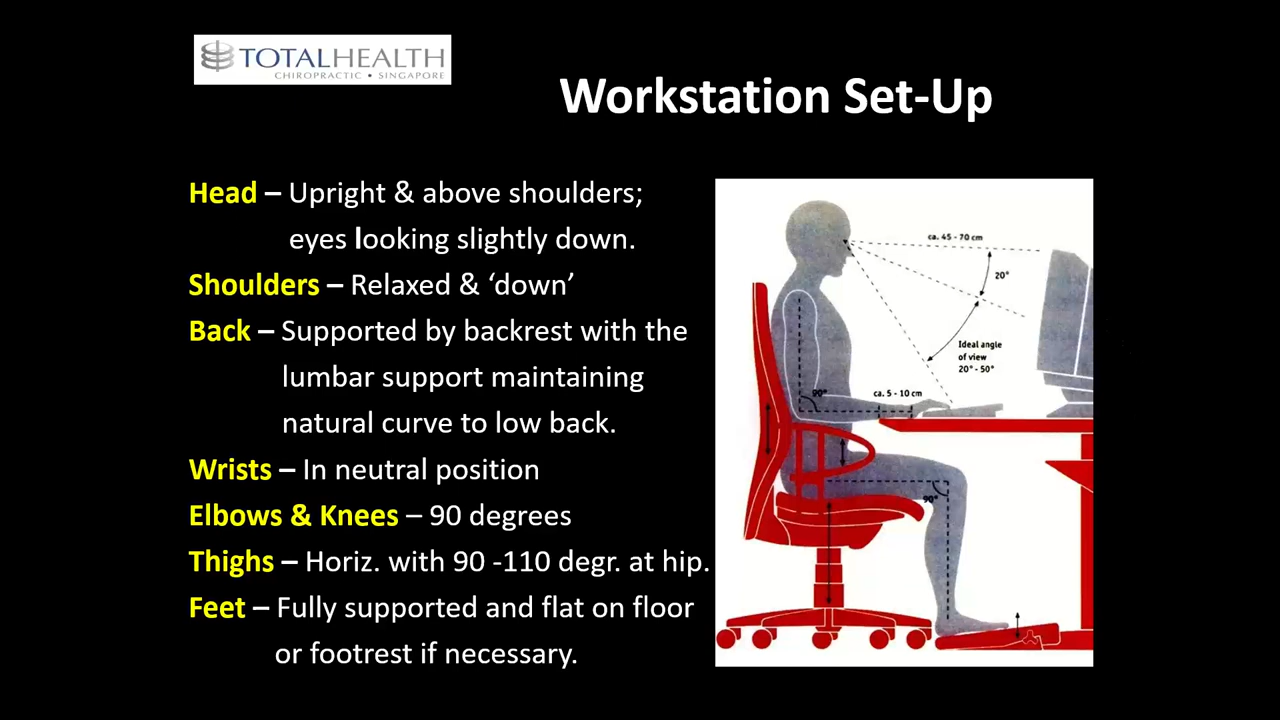 TOTALHEALTH
CHIROPRACTIC • SINGAPORE
Workstation Set-Up
Head – Upright & above shoulders;
eyes looking slightly down.
Shoulders – Relaxed & ‘down’
Back – Supported by backrest with the
lumbar support maintaining
natural curve to low back.
Wrists – In neutral position
Elbows & Knees – 90 degrees
Thighs – Horiz. with 90 -110 degr. at hip.
Feet – Fully supported and flat on floor
or footrest if necessary.
ca. 45 - 70 cm
20°
Ideal angle
of view
20° - 50°
90°
ca. 5 - 10 cm
90°